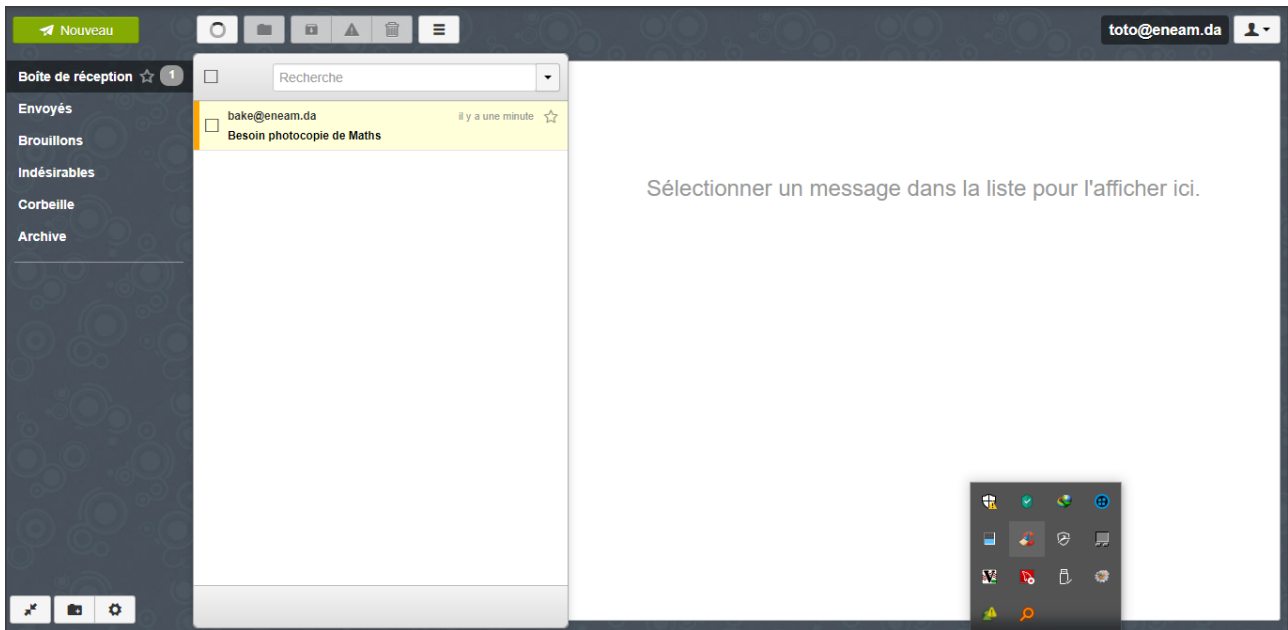 Nouveau
toto@eneam.da
Boîte de réception 1
Envoyés
Brouillons
Indésirables
Corbeille
Archive
Recherche
bake@eneam.da il y a une minute
Besoin photocopie de Maths
Sélectionner un message dans la liste pour l'afficher ici.